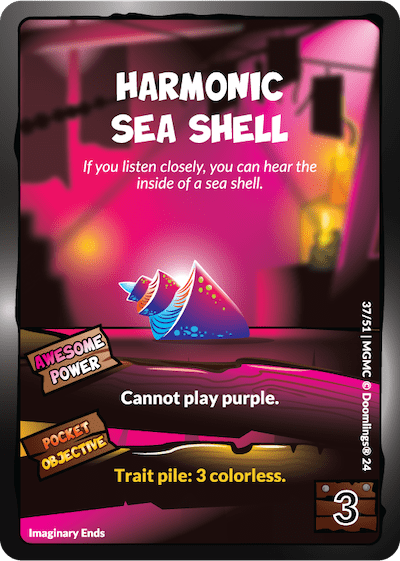 HARMONIC
SEA SHELL
If you listen closely, you can hear the
inside of a sea shell.
AWESOME
POWER
Cannot play purple.
POCKET
OBJECTIVE
Trait pile: 3 colorless.
37/51 | MGMC © Doomlings® 24
3
Imaginary Ends